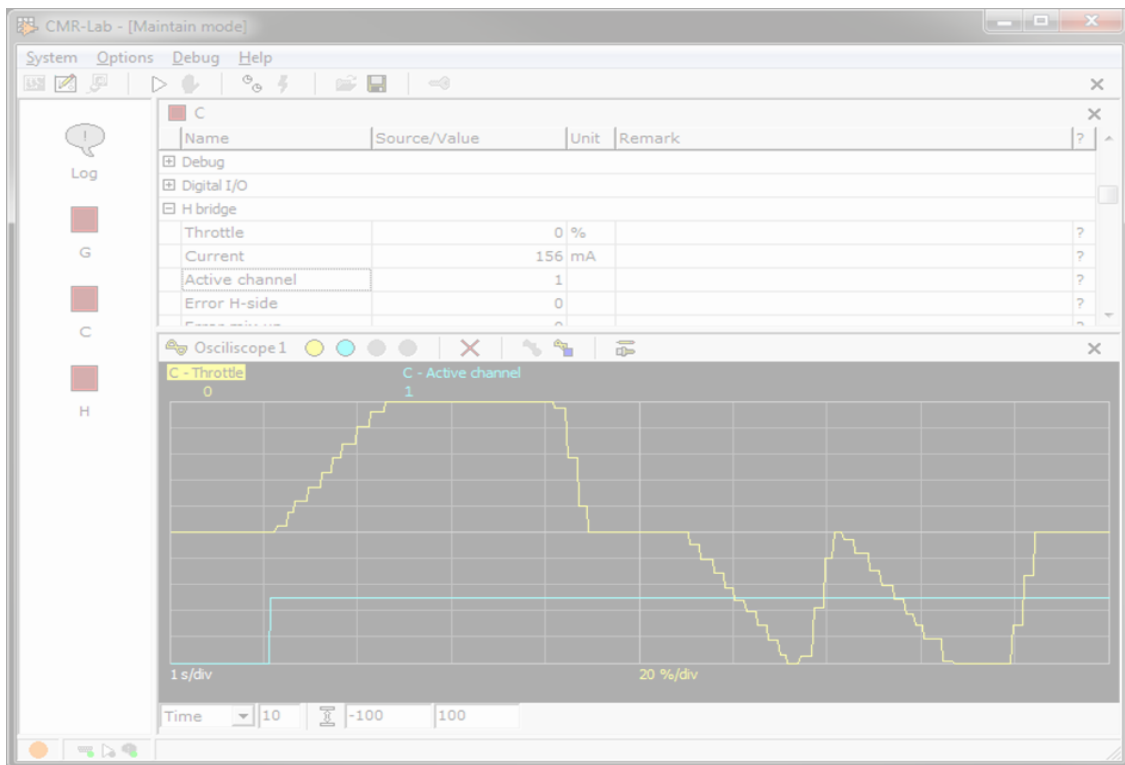 CMR-Lab - [Maintain mode]
System Options Debug Help
C
Name Source/Value Unit Remark ?
Debug
Digital I/O
H bridge
Throttle 0 % ?
Current 156 mA ?
Active channel 1 ?
Error H-side 0 ?
Log
G
C
H
Osciliscope1
C - Throttle C - Active channel
0 1
1 s/div 20 %/div
Time 10 -100 100